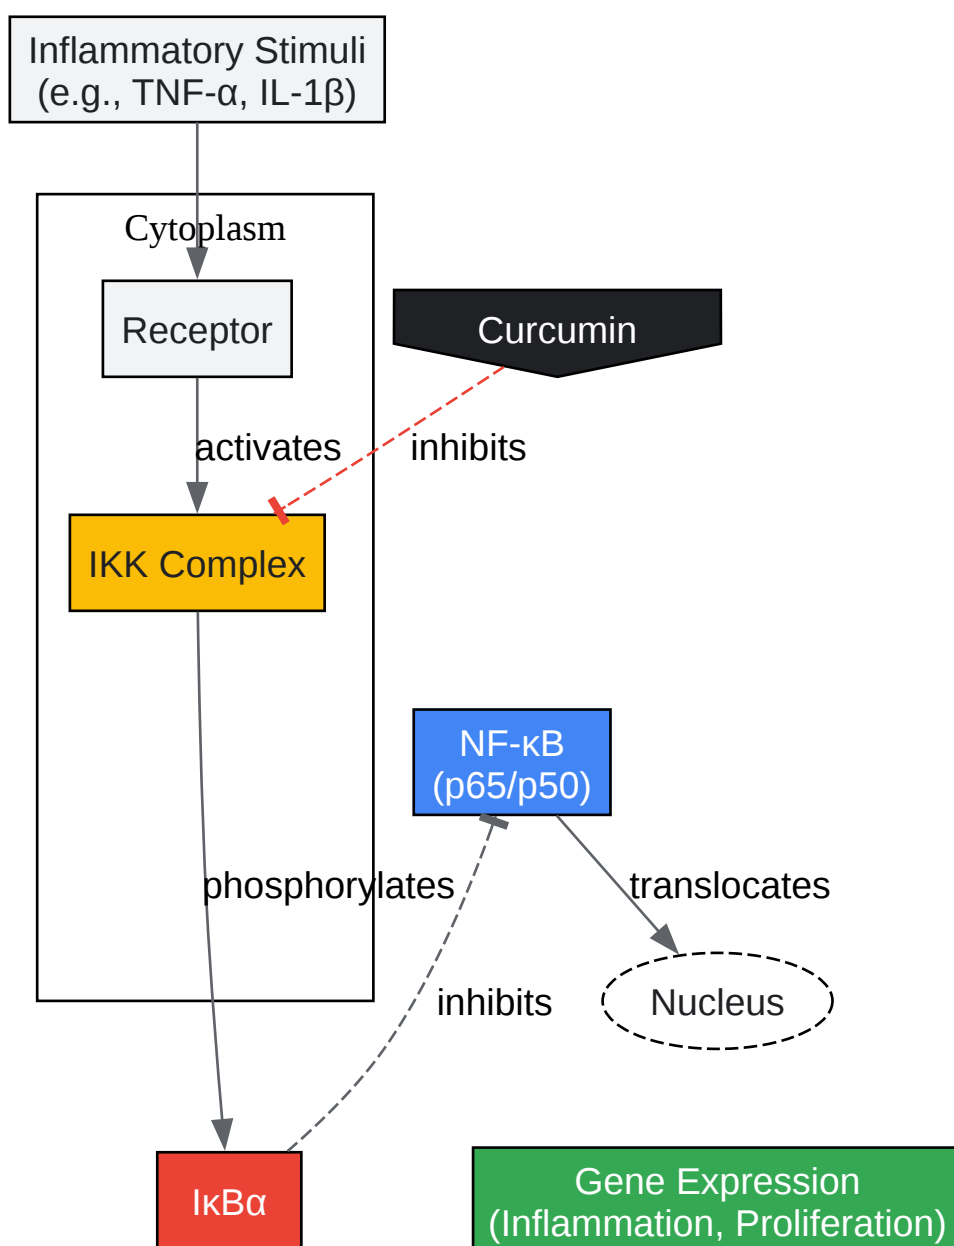 Inflammatory Stimuli
(e.g., TNF-α, IL-1β)
Cytoplasm
Receptor
Curcumin
activates
inhibits
IKK Complex
NF-κB
(p65/p50)
phosphorylates
translocates
inhibits
Nucleus
IκBα
Gene Expression
(Inflammation, Proliferation)